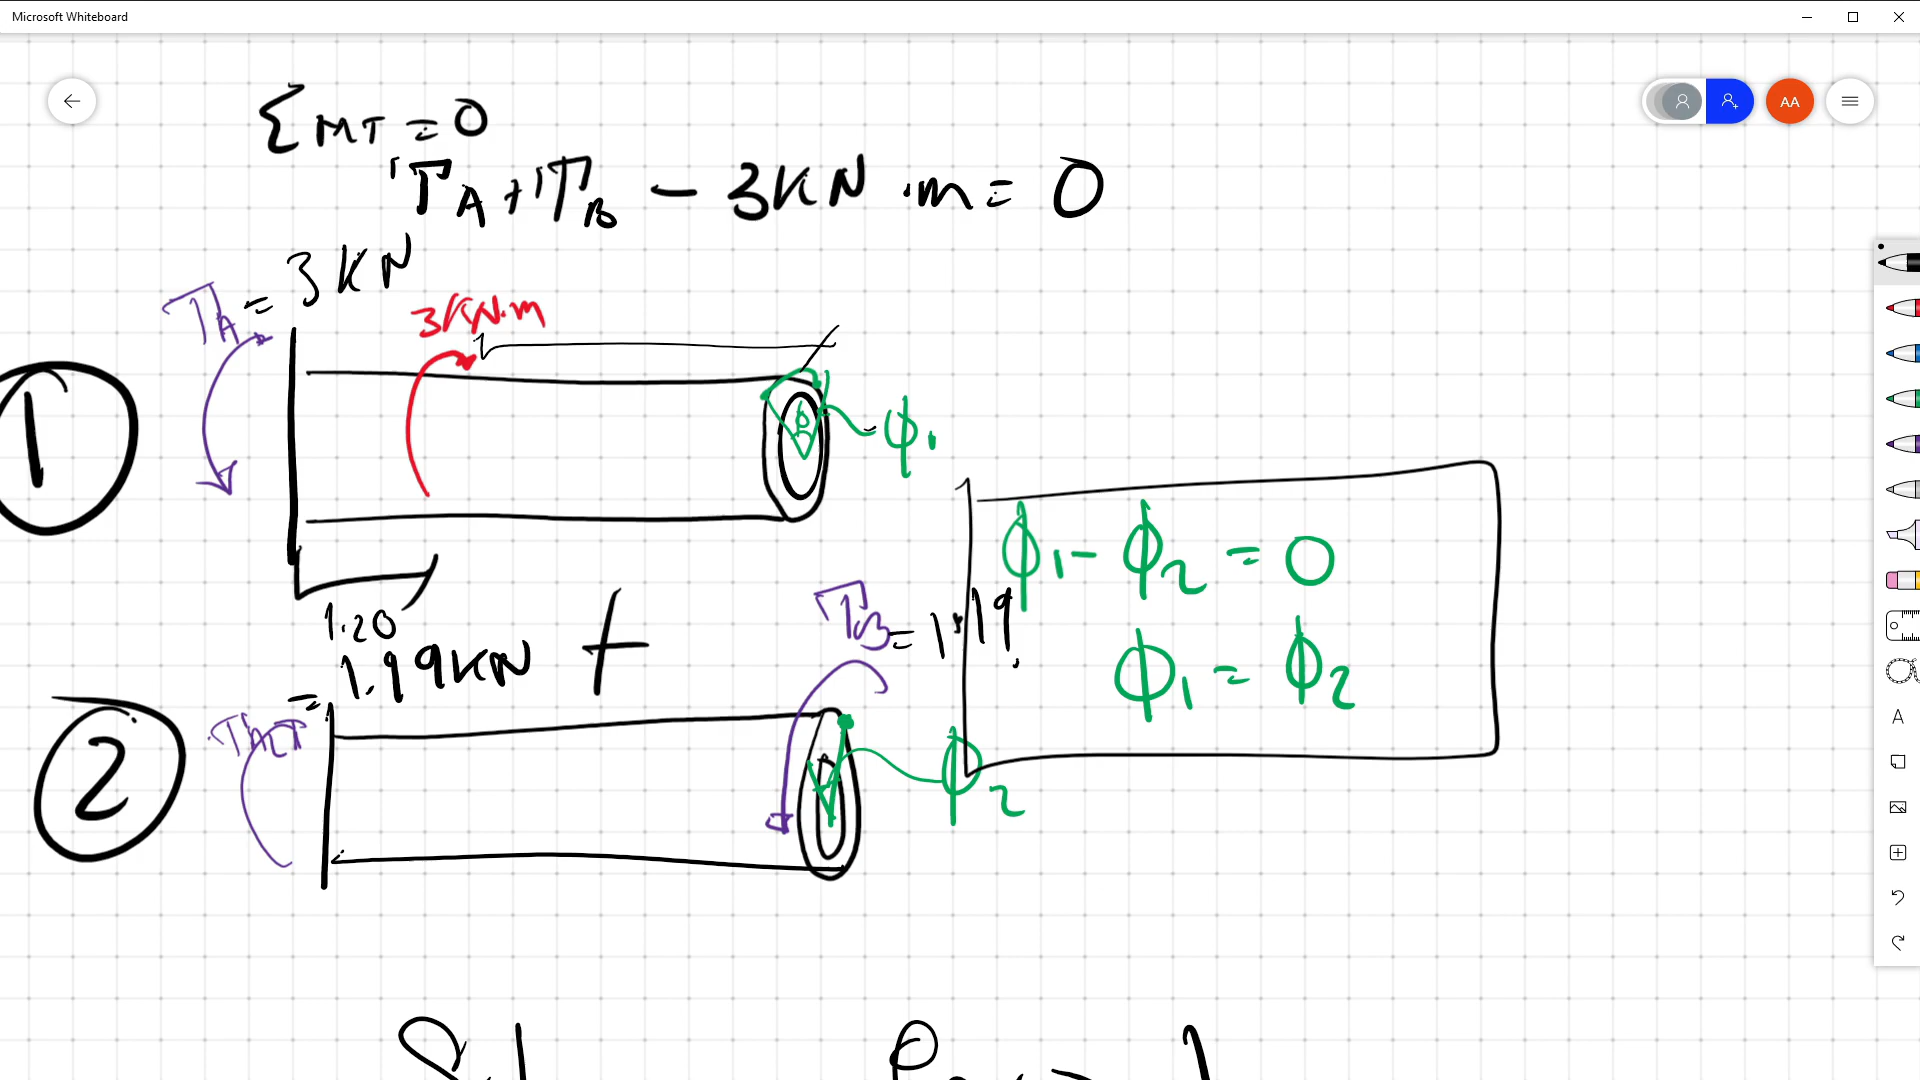 Microsoft Whiteboard
AA
ΣMT = 0
TA + TB - 3KN·m = 0
TA = 3KN
3KN·m
1
= ϕ1
1.20
ϕ1 - ϕ2 = 0
TB = 1.19
ϕ1 = ϕ2
= 1.99KN +
2
ϕ2
A